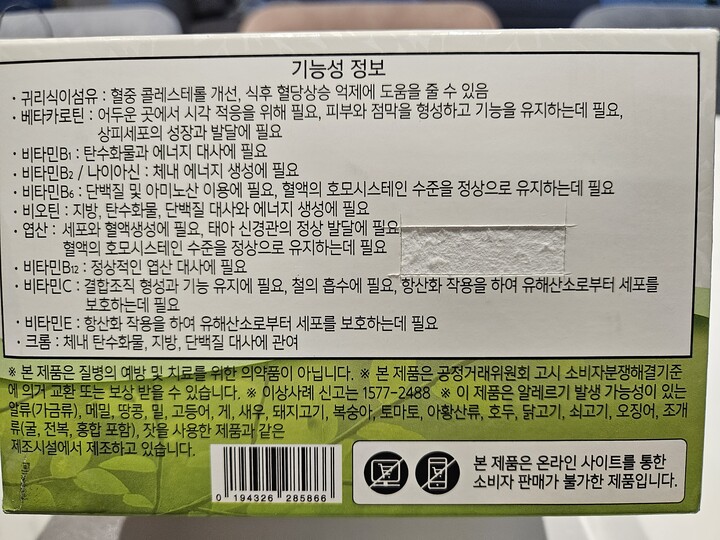 기능성 정보
· 귀리식이섬유 : 혈중 콜레스테롤 개선, 식후 혈당상승 억제에 도움을 줄 수 있음
· 베타카로틴 : 어두운 곳에서 시각 적응을 위해 필요, 피부와 점막을 형성하고 기능을 유지하는데 필요,
상피세포의 성장과 발달에 필요
· 비타민B₁ : 탄수화물과 에너지 대사에 필요
· 비타민B₂ / 나이아신 : 체내 에너지 생성에 필요
· 비타민B₆ : 단백질 및 아미노산 이용에 필요, 혈액의 호모시스테인 수준을 정상으로 유지하는데 필요
· 비오틴 : 지방, 탄수화물, 단백질 대사와 에너지 생성에 필요
· 엽산 : 세포와 혈액생성에 필요, 태아 신경관의 정상 발달에 필요
혈액의 호모시스테인 수준을 정상으로 유지하는데 필요
· 비타민B₁₂ : 정상적인 엽산 대사에 필요
· 비타민C : 결합조직 형성과 기능 유지에 필요, 철의 흡수에 필요, 항산화 작용을 하여 유해산소로부터 세포를
보호하는데 필요
· 비타민E : 항산화 작용을 하여 유해산소로부터 세포를 보호하는데 필요
· 크롬 : 체내 탄수화물, 지방, 단백질 대사에 관여
※ 본 제품은 질병의 예방 및 치료를 위한 의약품이 아닙니다. ※ 본 제품은 공정거래위원회 고시 소비자분쟁해결기준
에 의거 교환 또는 보상 받을 수 있습니다. ※ 이상사례 신고는 1577-2488 ※ 이 제품은 알레르기 발생 가능성이 있는
알류(가금류), 메밀, 땅콩, 밀, 고등어, 게, 새우, 돼지고기, 복숭아, 토마토, 아황산류, 호두, 닭고기, 쇠고기, 오징어, 조개
류(굴, 전복, 홍합 포함), 잣을 사용한 제품과 같은
제조시설에서 제조하고 있습니다.
0 194326 285866
본 제품은 온라인 사이트를 통한
소비자 판매가 불가한 제품입니다.